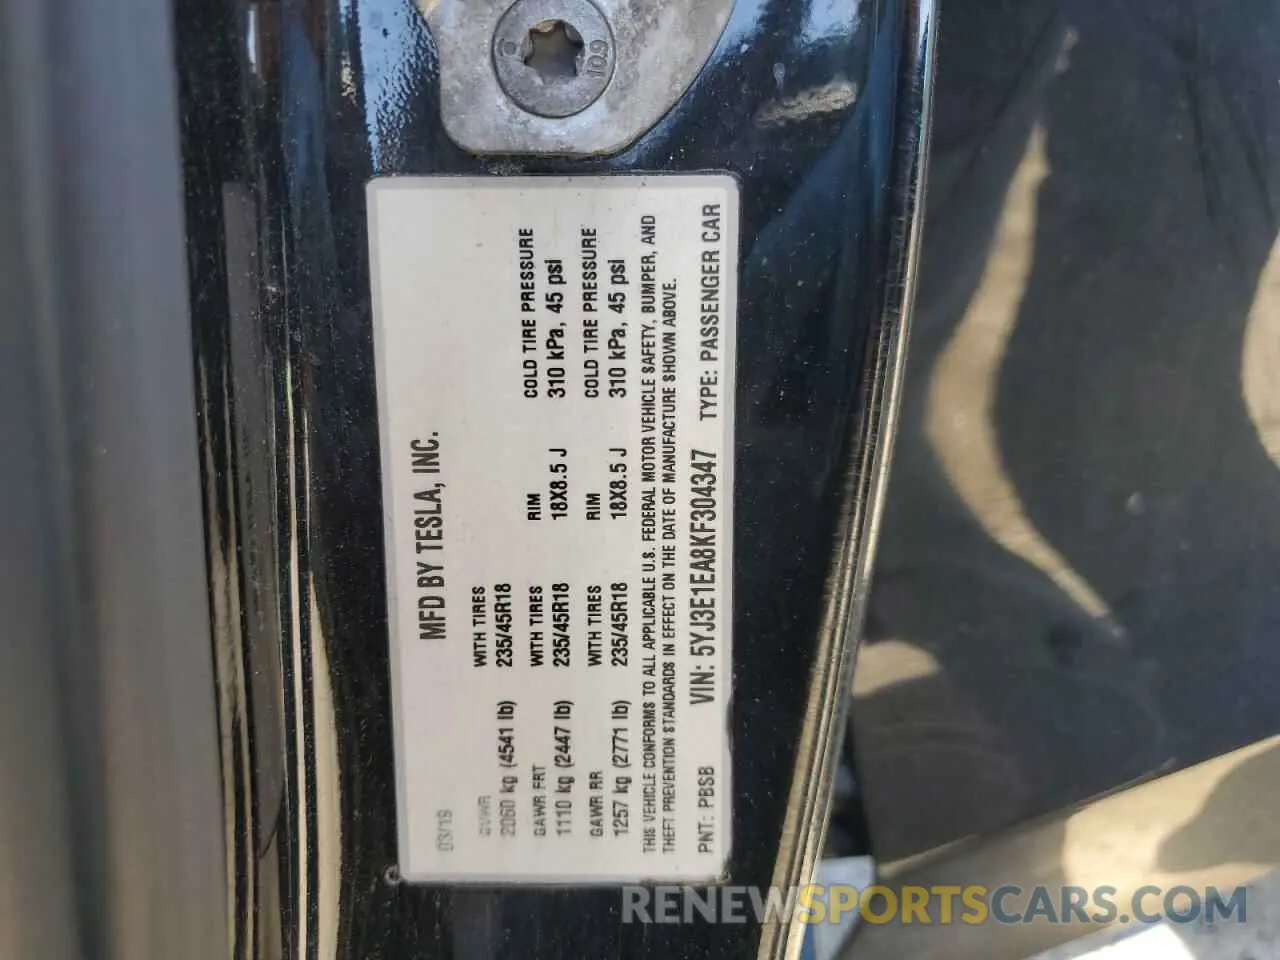 10.9
MFD BY TESLA, INC.
03/19
GVWR WITH TIRES
2060 kg (4541 lb) 235/45R18
GAWR FRT WITH TIRES RIM COLD TIRE PRESSURE
1110 kg (2447 lb) 235/45R18 18X8.5 J 310 kPa, 45 psi
GAWR RR WITH TIRES RIM COLD TIRE PRESSURE
1257 kg (2771 lb) 235/45R18 18X8.5 J 310 kPa, 45 psi
THIS VEHICLE CONFORMS TO ALL APPLICABLE U.S. FEDERAL MOTOR VEHICLE SAFETY, BUMPER, AND
THEFT PREVENTION STANDARDS IN EFFECT ON THE DATE OF MANUFACTURE SHOWN ABOVE.
PNT: PBSB VIN: 5YJ3E1EA8KF304347 TYPE: PASSENGER CAR
RENEWSPORTSCARS.COM